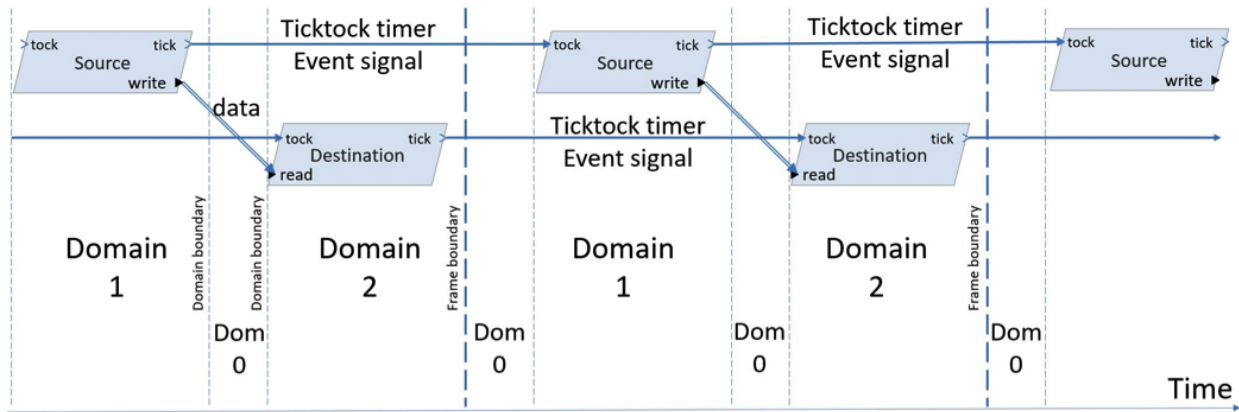 Ticktock timer
Event signal
Ticktock timer
Event signal
tock tick
Source
write
tock tick
Source
write
tock tick
Source
write
data
tock tick
Destination
read
Ticktock timer
Event signal
tock tick
Destination
read
Domain
1
Domain boundary
Dom
0
Domain boundary
Domain
2
Frame boundary
Dom
0
Domain
1
Dom
0
Domain
2
Frame boundary
Dom
0
Time